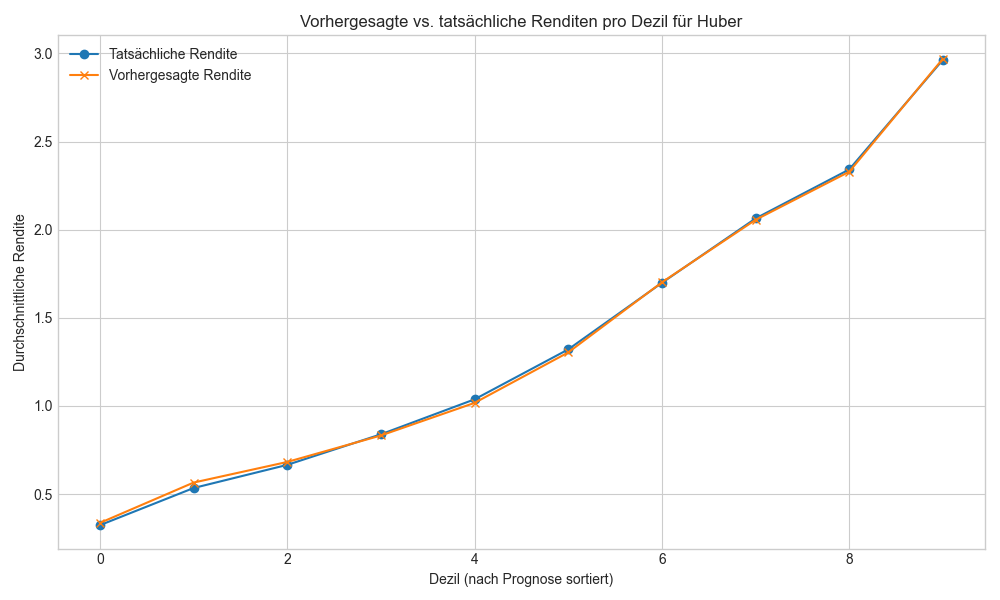 Vorhergesagte vs. tatsächliche Renditen pro Dezil für Huber
Tatsächliche Rendite
Vorhergesagte Rendite
Durchschnittliche Rendite
3.0
2.5
2.0
1.5
1.0
0.5
0 2 4 6 8
Dezil (nach Prognose sortiert)